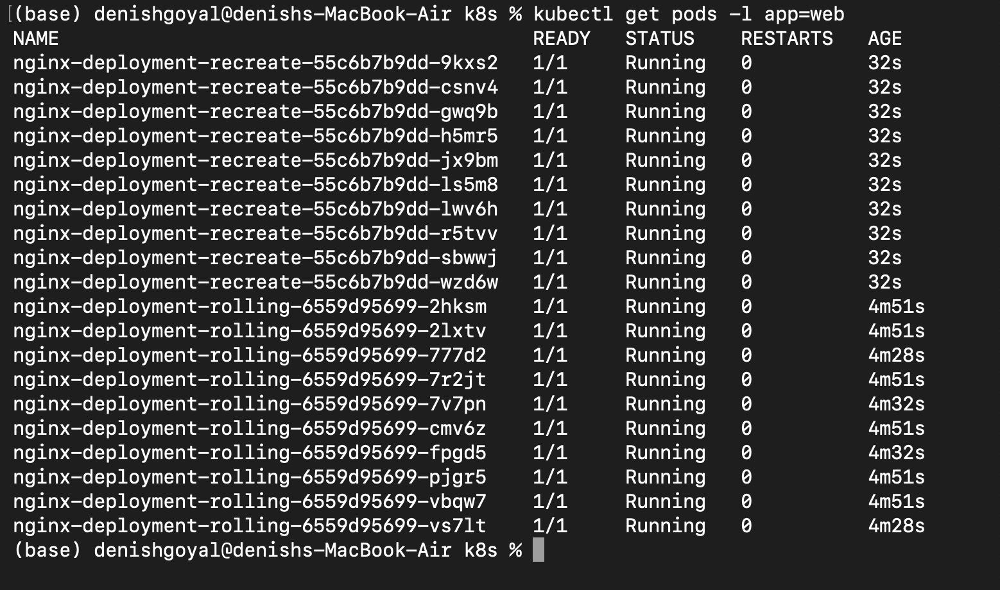 [(base) denishgoyal@denishs-MacBook-Air k8s % kubectl get pods -l app=web
NAME READY STATUS RESTARTS AGE
nginx-deployment-recreate-55c6b7b9dd-9kxs2 1/1 Running 0 32s
nginx-deployment-recreate-55c6b7b9dd-csnv4 1/1 Running 0 32s
nginx-deployment-recreate-55c6b7b9dd-gwq9b 1/1 Running 0 32s
nginx-deployment-recreate-55c6b7b9dd-h5mr5 1/1 Running 0 32s
nginx-deployment-recreate-55c6b7b9dd-jx9bm 1/1 Running 0 32s
nginx-deployment-recreate-55c6b7b9dd-ls5m8 1/1 Running 0 32s
nginx-deployment-recreate-55c6b7b9dd-lwv6h 1/1 Running 0 32s
nginx-deployment-recreate-55c6b7b9dd-r5tvv 1/1 Running 0 32s
nginx-deployment-recreate-55c6b7b9dd-sbwwj 1/1 Running 0 32s
nginx-deployment-recreate-55c6b7b9dd-wzd6w 1/1 Running 0 32s
nginx-deployment-rolling-6559d95699-2hksm 1/1 Running 0 4m51s
nginx-deployment-rolling-6559d95699-2lxtv 1/1 Running 0 4m51s
nginx-deployment-rolling-6559d95699-777d2 1/1 Running 0 4m28s
nginx-deployment-rolling-6559d95699-7r2jt 1/1 Running 0 4m51s
nginx-deployment-rolling-6559d95699-7v7pn 1/1 Running 0 4m32s
nginx-deployment-rolling-6559d95699-cmv6z 1/1 Running 0 4m51s
nginx-deployment-rolling-6559d95699-fpgd5 1/1 Running 0 4m32s
nginx-deployment-rolling-6559d95699-pjgr5 1/1 Running 0 4m51s
nginx-deployment-rolling-6559d95699-vbqw7 1/1 Running 0 4m51s
nginx-deployment-rolling-6559d95699-vs7lt 1/1 Running 0 4m28s
(base) denishgoyal@denishs-MacBook-Air k8s %